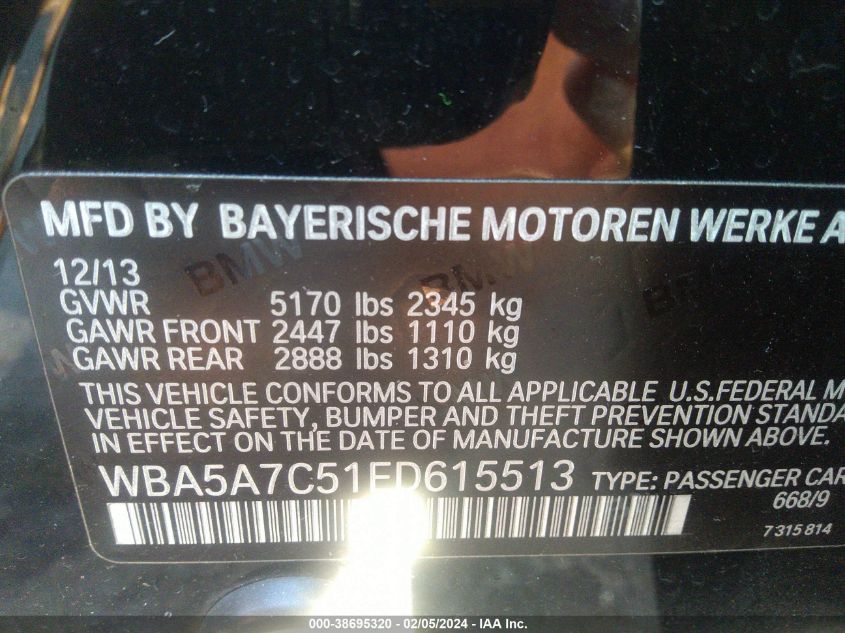 MFD BY BAYERISCHE MOTOREN WERKE A
12/13
GVWR 5170 lbs 2345 kg
GAWR FRONT 2447 lbs 1110 kg
GAWR REAR 2888 lbs 1310 kg
THIS VEHICLE CONFORMS TO ALL APPLICABLE U.S.FEDERAL M
VEHICLE SAFETY, BUMPER AND THEFT PREVENTION STANDA
IN EFFECT ON THE DATE OF MANUFACTURE SHOWN ABOVE.
WBA5A7C51ED615513 TYPE: PASSENGER CAR
668/9
7315814
000-38695320 - 02/05/2024 - IAA Inc.